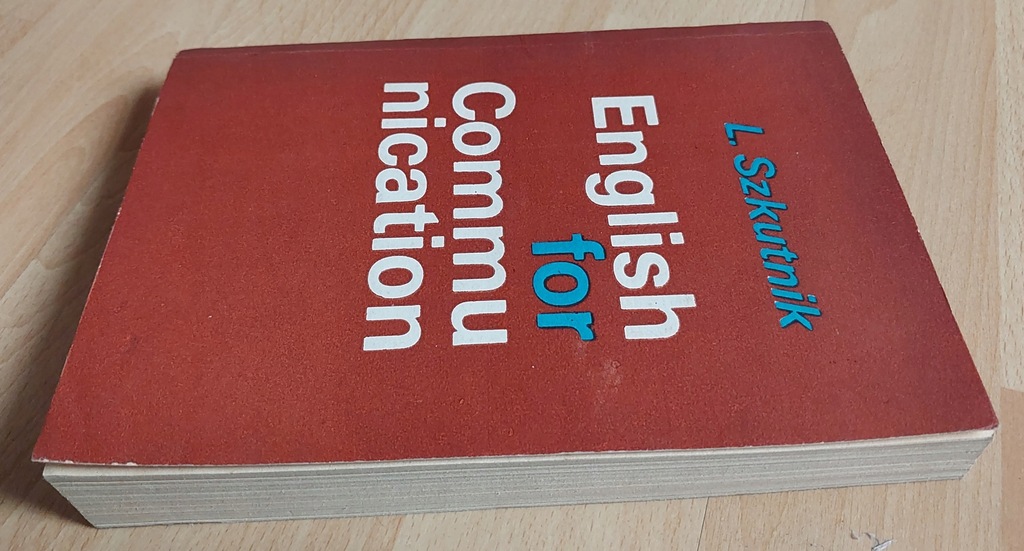 L. Szkutnik
English
for
Commu
nication